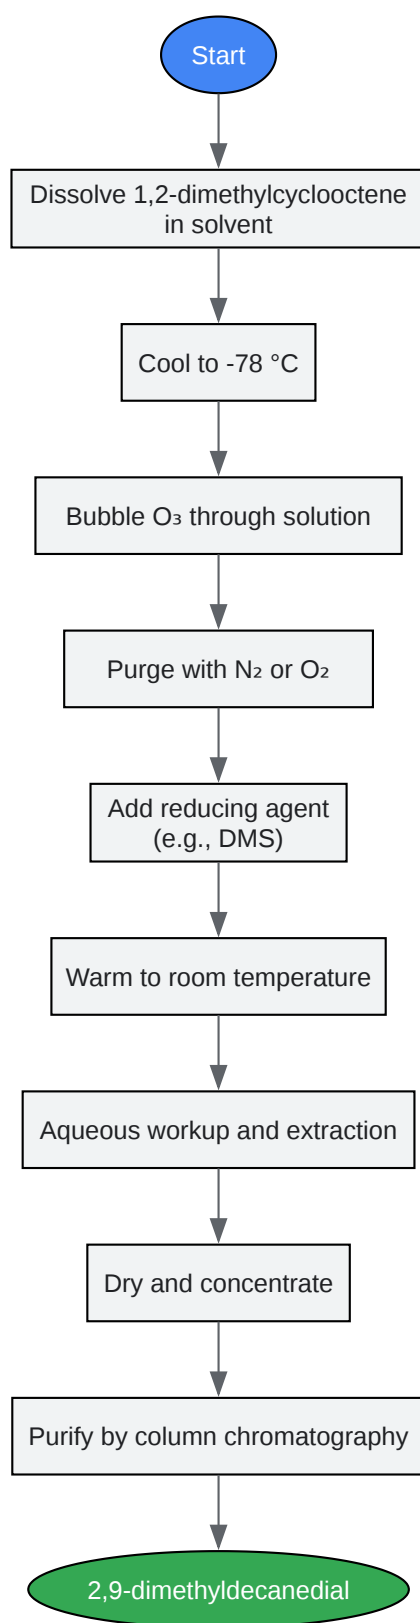 Start
Dissolve 1,2-dimethylcyclooctene
in solvent
Cool to -78 °C
Bubble O₃ through solution
Purge with N₂ or O₂
Add reducing agent
(e.g., DMS)
Warm to room temperature
Aqueous workup and extraction
Dry and concentrate
Purify by column chromatography
2,9-dimethyldecanedial